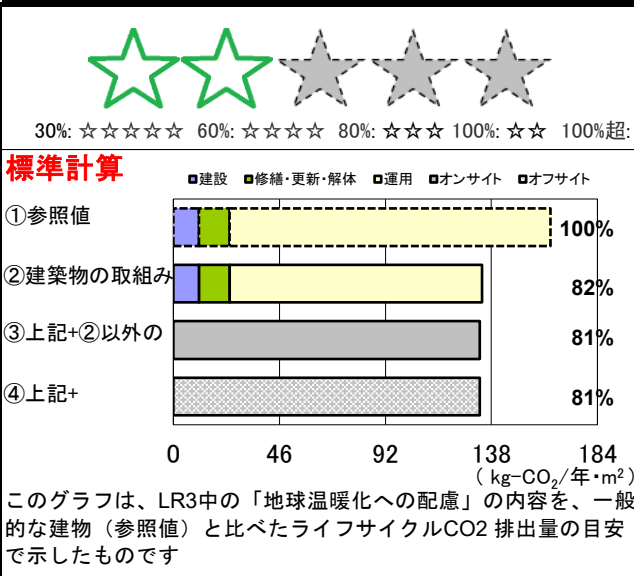 30%: ☆☆☆☆☆ 60%: ☆☆☆☆ 80%: ☆☆☆ 100%: ☆☆ 100%超:
標準計算
建設 修繕・更新・解体 運用 オンサイト オフサイト
①参照値 100%
②建築物の取組み 82%
③上記+②以外の 81%
④上記+ 81%
0 46 92 138 184
( kg-CO2/年・m²)
このグラフは、LR3中の「地球温暖化への配慮」の内容を、一般
的な建物（参照値）と比べたライフサイクルCO2 排出量の目安
で示したものです